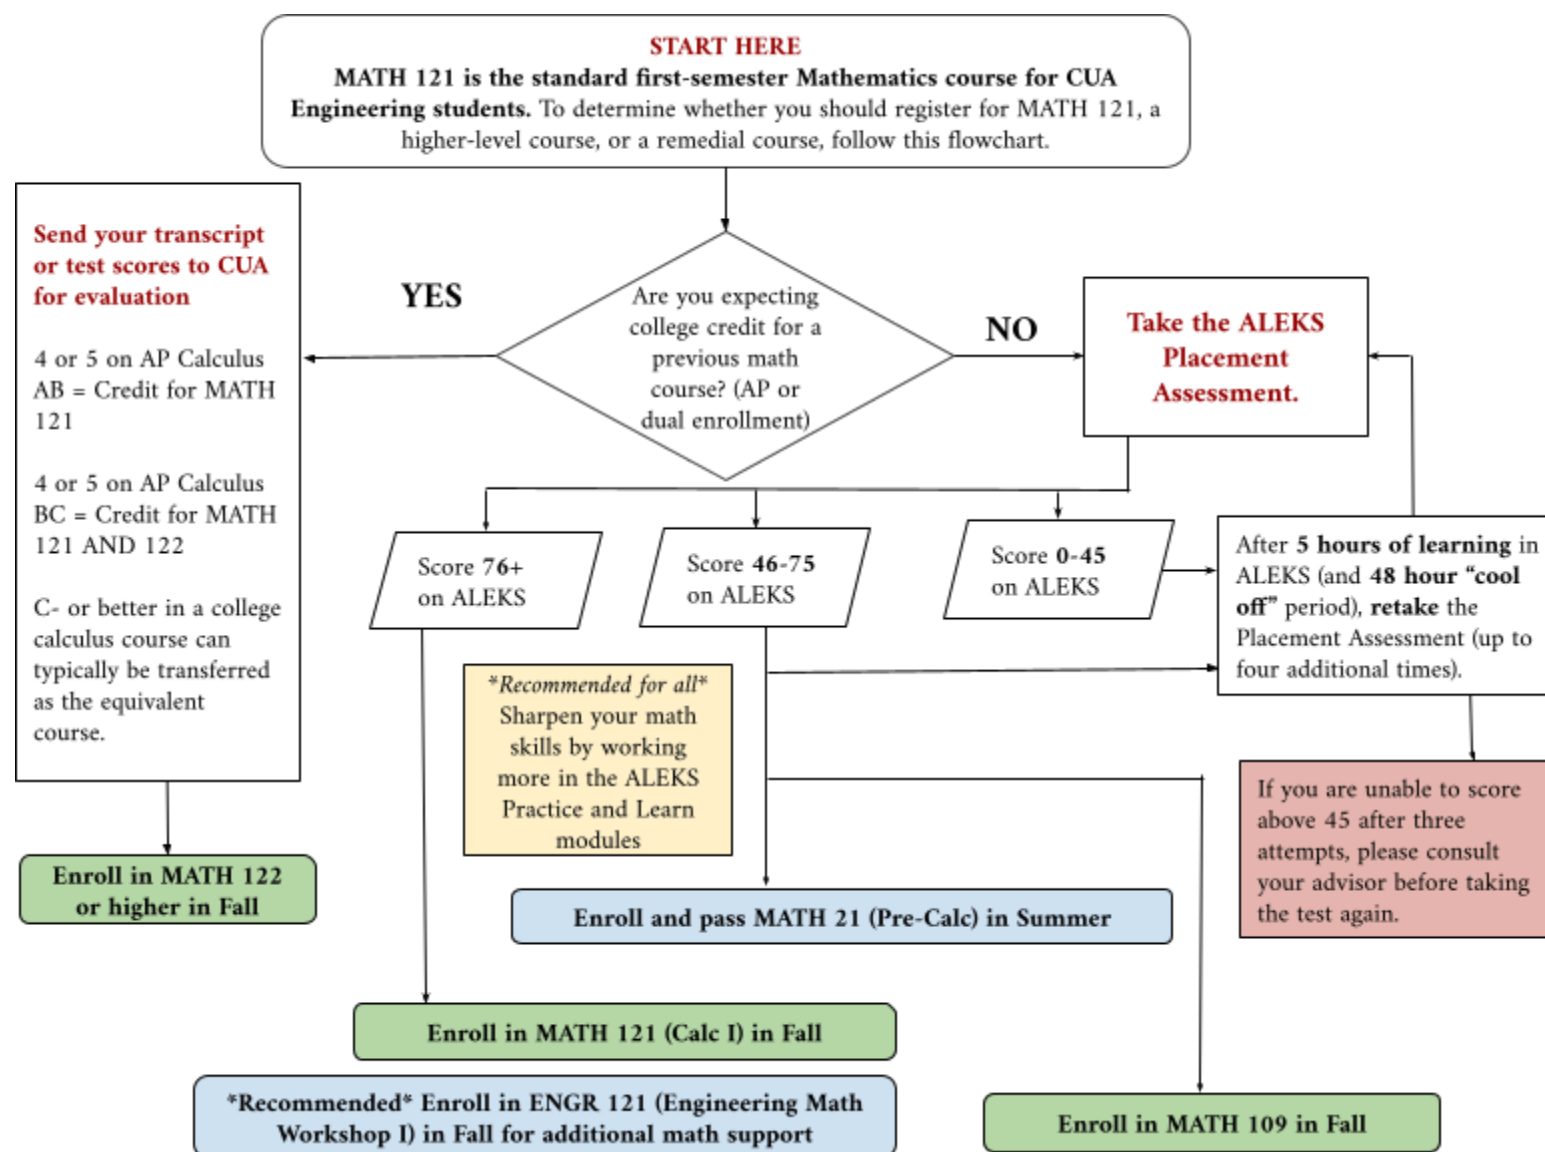 START HERE
MATH 121 is the standard first-semester Mathematics course for CUA
Engineering students. To determine whether you should register for MATH 121, a
higher-level course, or a remedial course, follow this flowchart.
Send your transcript
or test scores to CUA
for evaluation
4 or 5 on AP Calculus
AB = Credit for MATH
121
4 or 5 on AP Calculus
BC = Credit for MATH
121 AND 122
C- or better in a college
calculus course can
typically be transferred
as the equivalent
course.
YES
Are you expecting
college credit for a
previous math
course? (AP or
dual enrollment)
NO
Take the ALEKS
Placement
Assessment.
Score 76+
on ALEKS
Score 46-75
on ALEKS
Score 0-45
on ALEKS
After 5 hours of learning in
ALEKS (and 48 hour “cool
off” period), retake the
Placement Assessment (up to
four additional times).
*Recommended for all*
Sharpen your math
skills by working
more in the ALEKS
Practice and Learn
modules
If you are unable to score
above 45 after three
attempts, please consult
your advisor before taking
the test again.
Enroll in MATH 122
or higher in Fall
Enroll and pass MATH 21 (Pre-Calc) in Summer
Enroll in MATH 121 (Calc I) in Fall
*Recommended* Enroll in ENGR 121 (Engineering Math
Workshop I) in Fall for additional math support
Enroll in MATH 109 in Fall